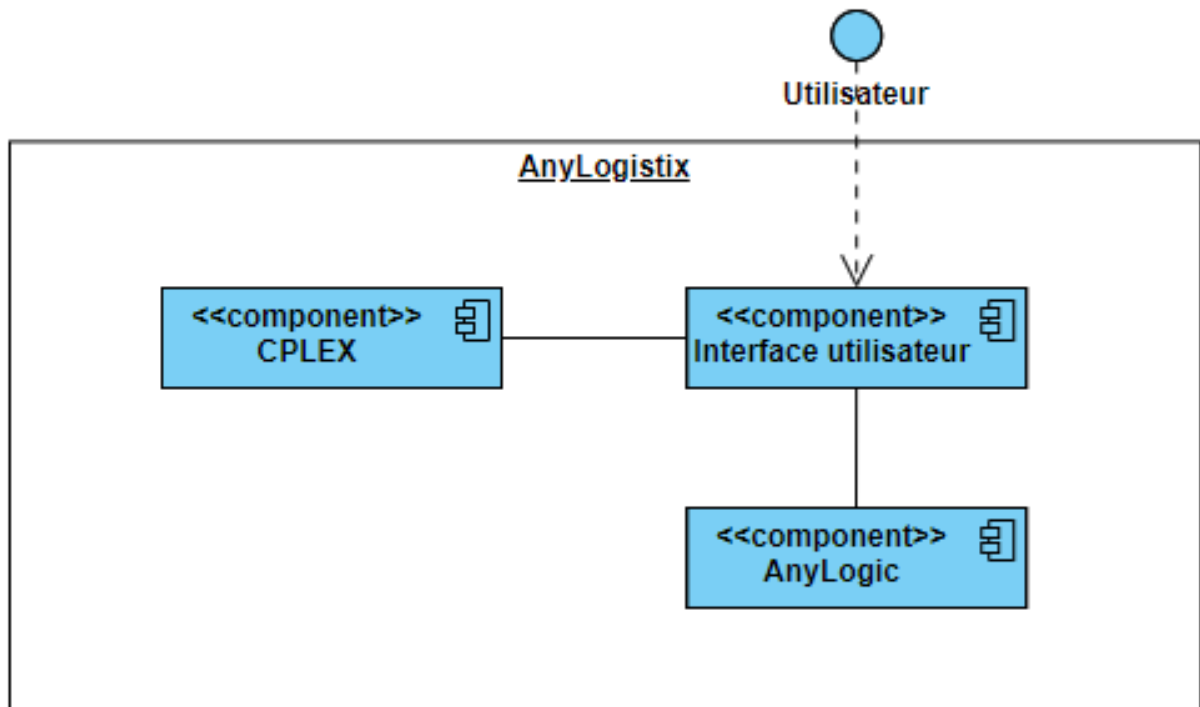 Utilisateur
AnyLogistix
<<component>>
CPLEX
<<component>>
Interface utilisateur
<<component>>
AnyLogic